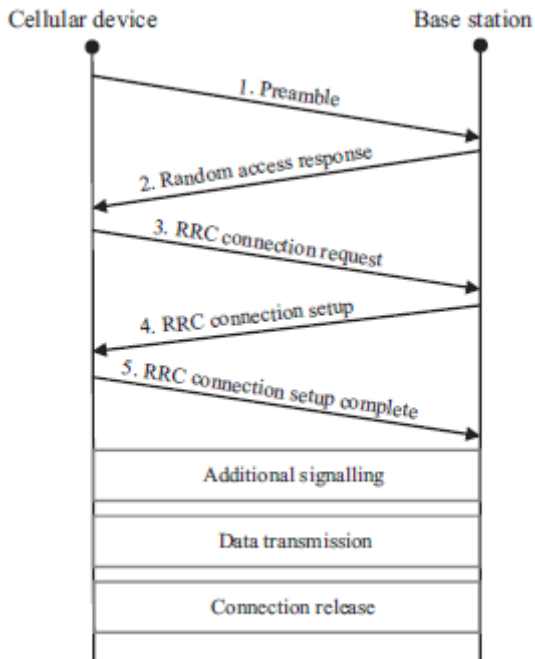 Cellular device
Base station
1. Preamble
2. Random access response
3. RRC connection request
4. RRC connection setup
5. RRC connection setup complete
Additional signalling
Data transmission
Connection release